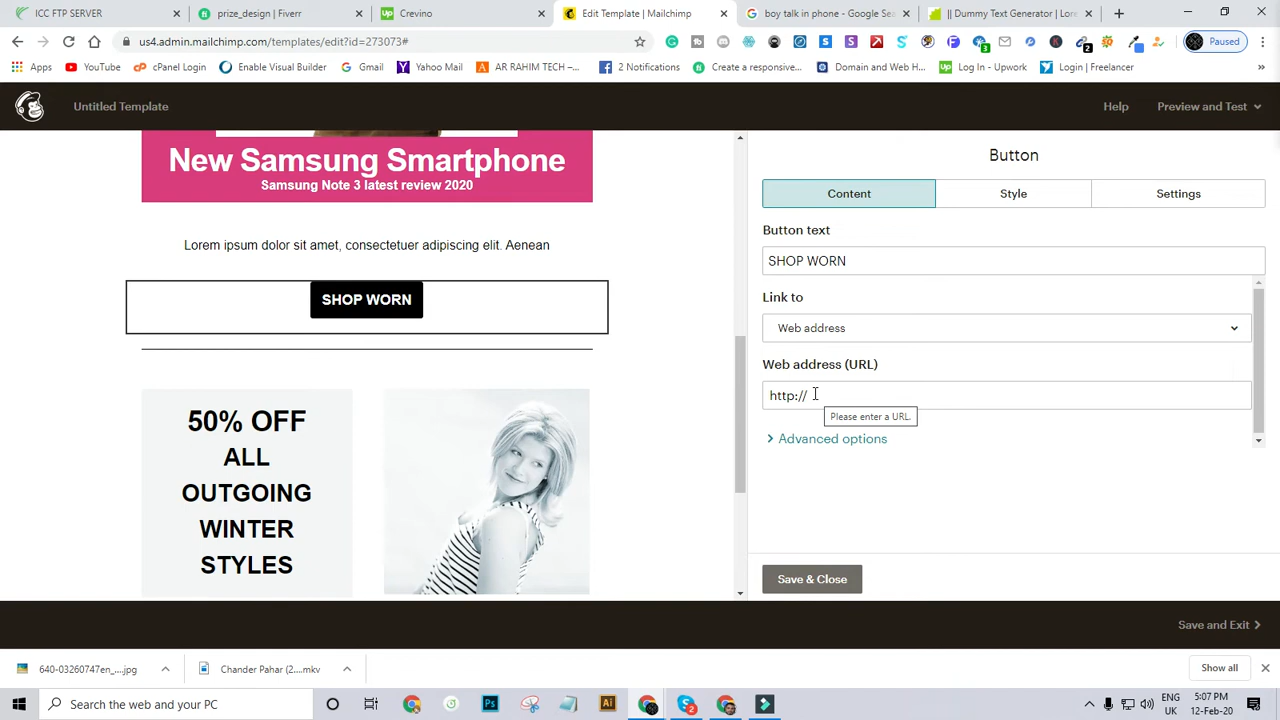 ICC FTP SERVER
prize_design | Fiverr
Crevino
Edit Template | Mailchimp
boy talk in phone - Google Sea
|| Dummy Text Generator | Lore
us4.admin.mailchimp.com/templates/edit?id=273073#
Paused
Apps
YouTube
cPanel Login
Enable Visual Builder
Gmail
Yahoo Mail
AR RAHIM TECH –...
2 Notifications
Create a responsive...
Domain and Web H...
Log In - Upwork
Login | Freelancer
Untitled Template
Help
Preview and Test
New Samsung Smartphone
Samsung Note 3 latest review 2020
Lorem ipsum dolor sit amet, consectetuer adipiscing elit. Aenean
SHOP WORN
50% OFF
ALL
OUTGOING
WINTER
STYLES
Button
Content
Style
Settings
Button text
SHOP WORN
Link to
Web address
Web address (URL)
http://
Please enter a URL.
Advanced options
Save & Close
Save and Exit
640-03260747en_....jpg
Chander Pahar (2....mkv
Show all
Search the web and your PC
ENG
UK
5:07 PM
12-Feb-20